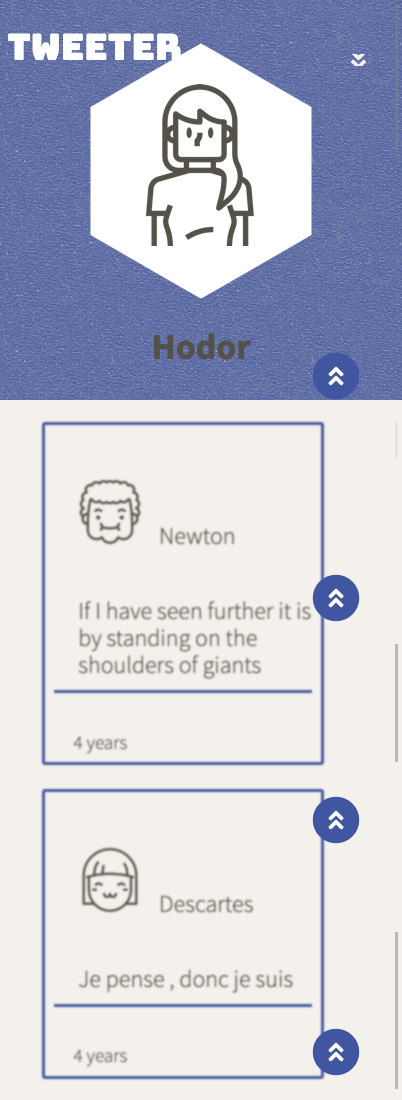 TWEETER
Hodor
Newton
If I have seen further it is
by standing on the
shoulders of giants
4 years
Descartes
Je pense , donc je suis
4 years